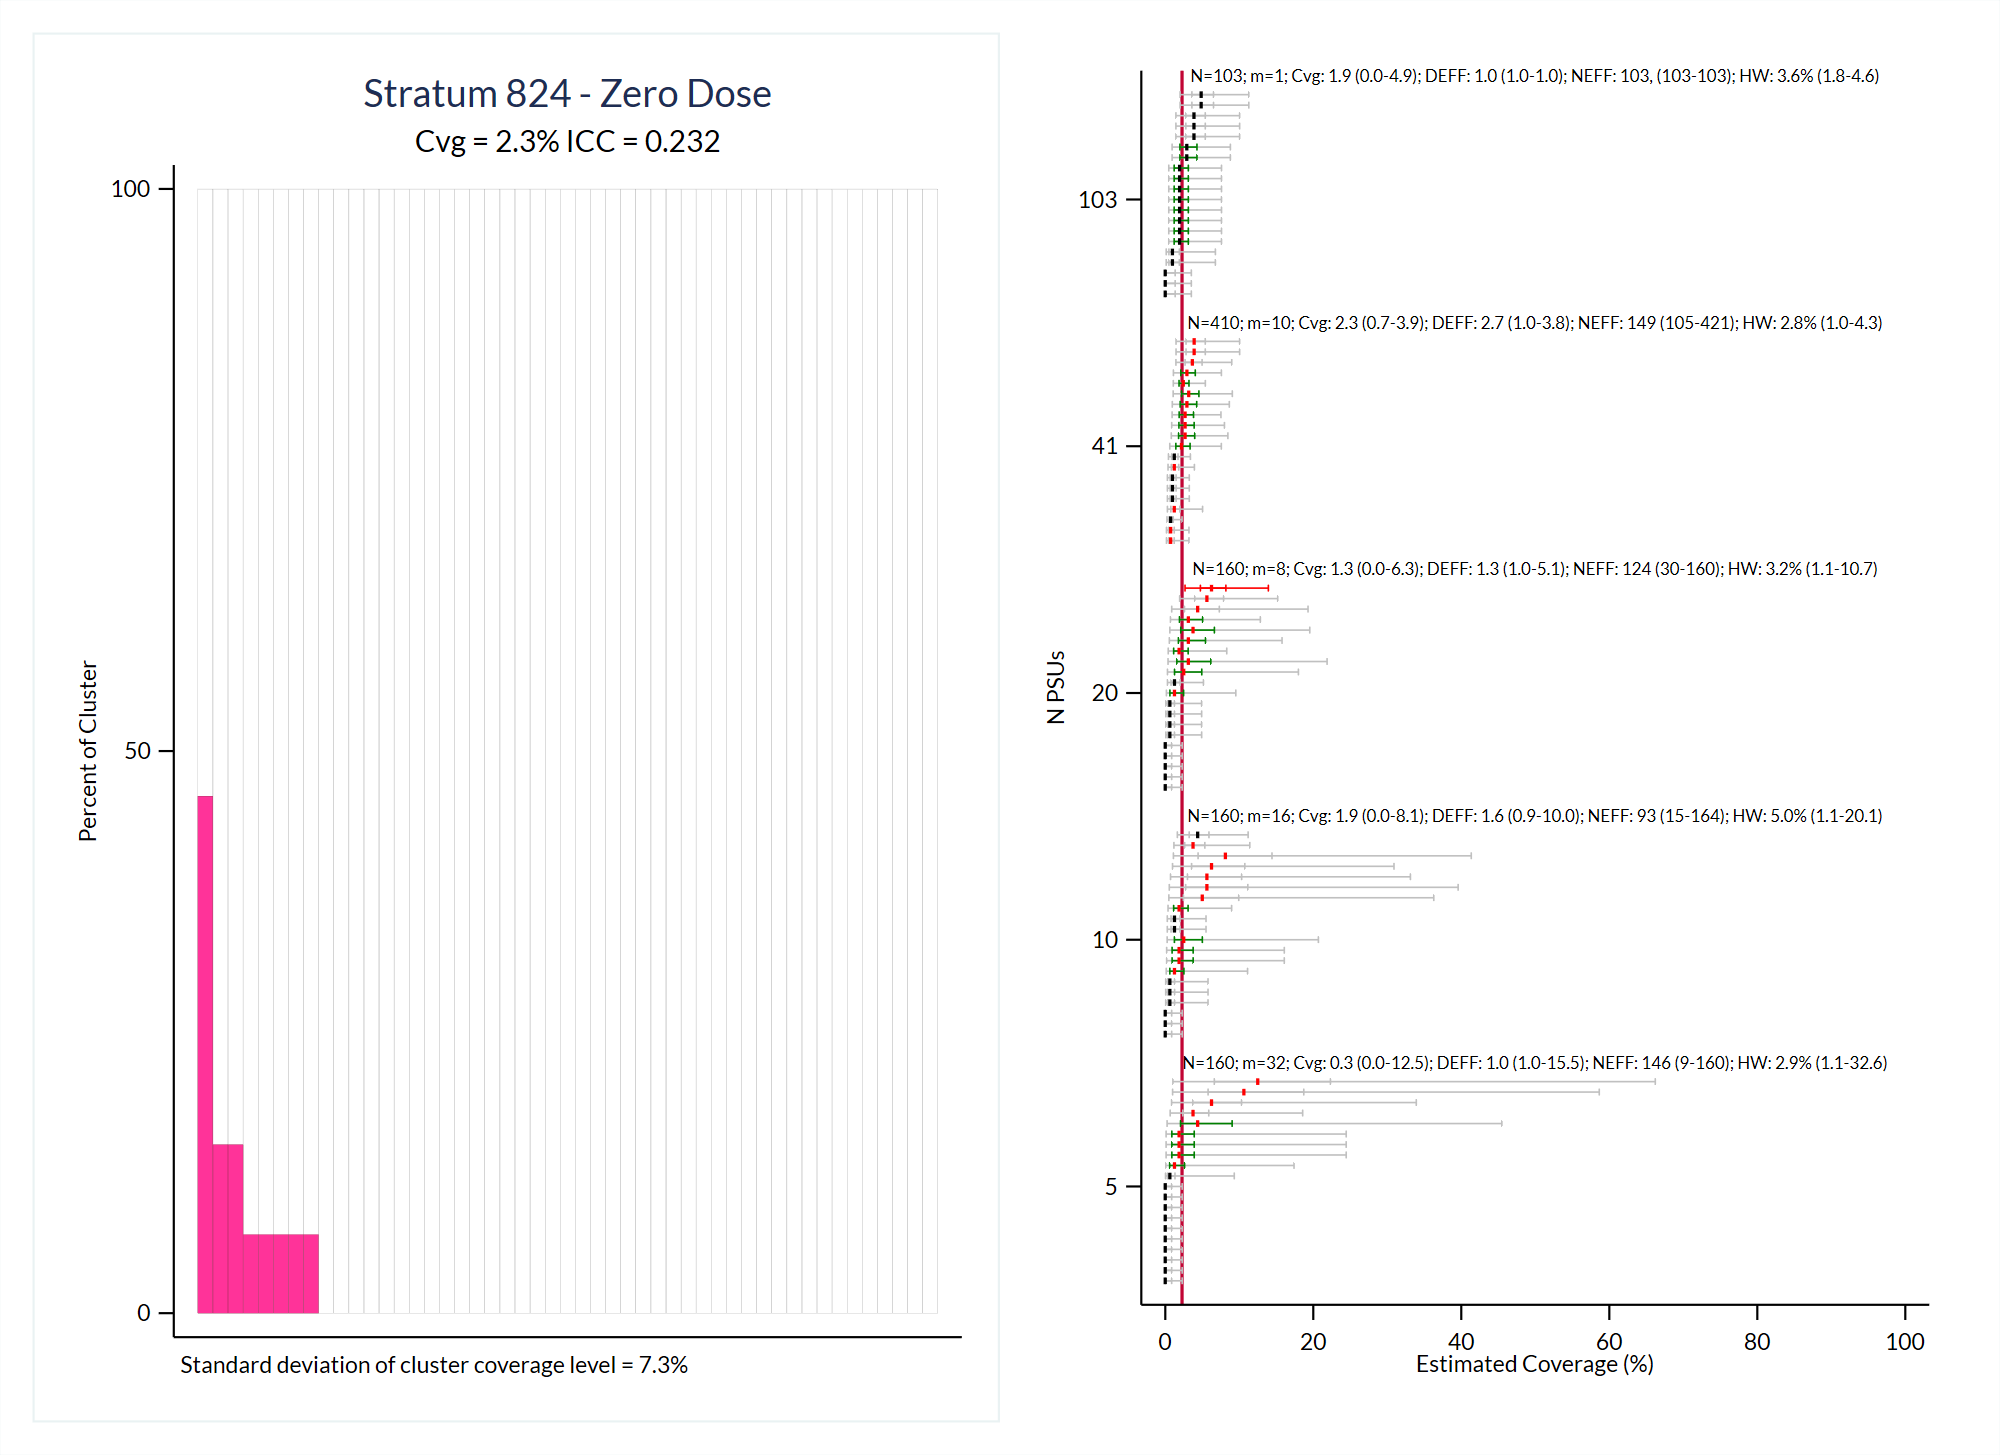 Stratum 824 - Zero Dose
Cvg = 2.3% ICC = 0.232
100
50
0
Percent of Cluster
Standard deviation of cluster coverage level = 7.3%
N=103; m=1; Cvg: 1.9 (0.0-4.9); DEFF: 1.0 (1.0-1.0); NEFF: 103, (103-103); HW: 3.6% (1.8-4.6)
103
N=410; m=10; Cvg: 2.3 (0.7-3.9); DEFF: 2.7 (1.0-3.8); NEFF: 149 (105-421); HW: 2.8% (1.0-4.3)
41
N=160; m=8; Cvg: 1.3 (0.0-6.3); DEFF: 1.3 (1.0-5.1); NEFF: 124 (30-160); HW: 3.2% (1.1-10.7)
N PSUs
20
N=160; m=16; Cvg: 1.9 (0.0-8.1); DEFF: 1.6 (0.9-10.0); NEFF: 93 (15-164); HW: 5.0% (1.1-20.1)
10
N=160; m=32; Cvg: 0.3 (0.0-12.5); DEFF: 1.0 (1.0-15.5); NEFF: 146 (9-160); HW: 2.9% (1.1-32.6)
5
0 20 40 60 80 100
Estimated Coverage (%)